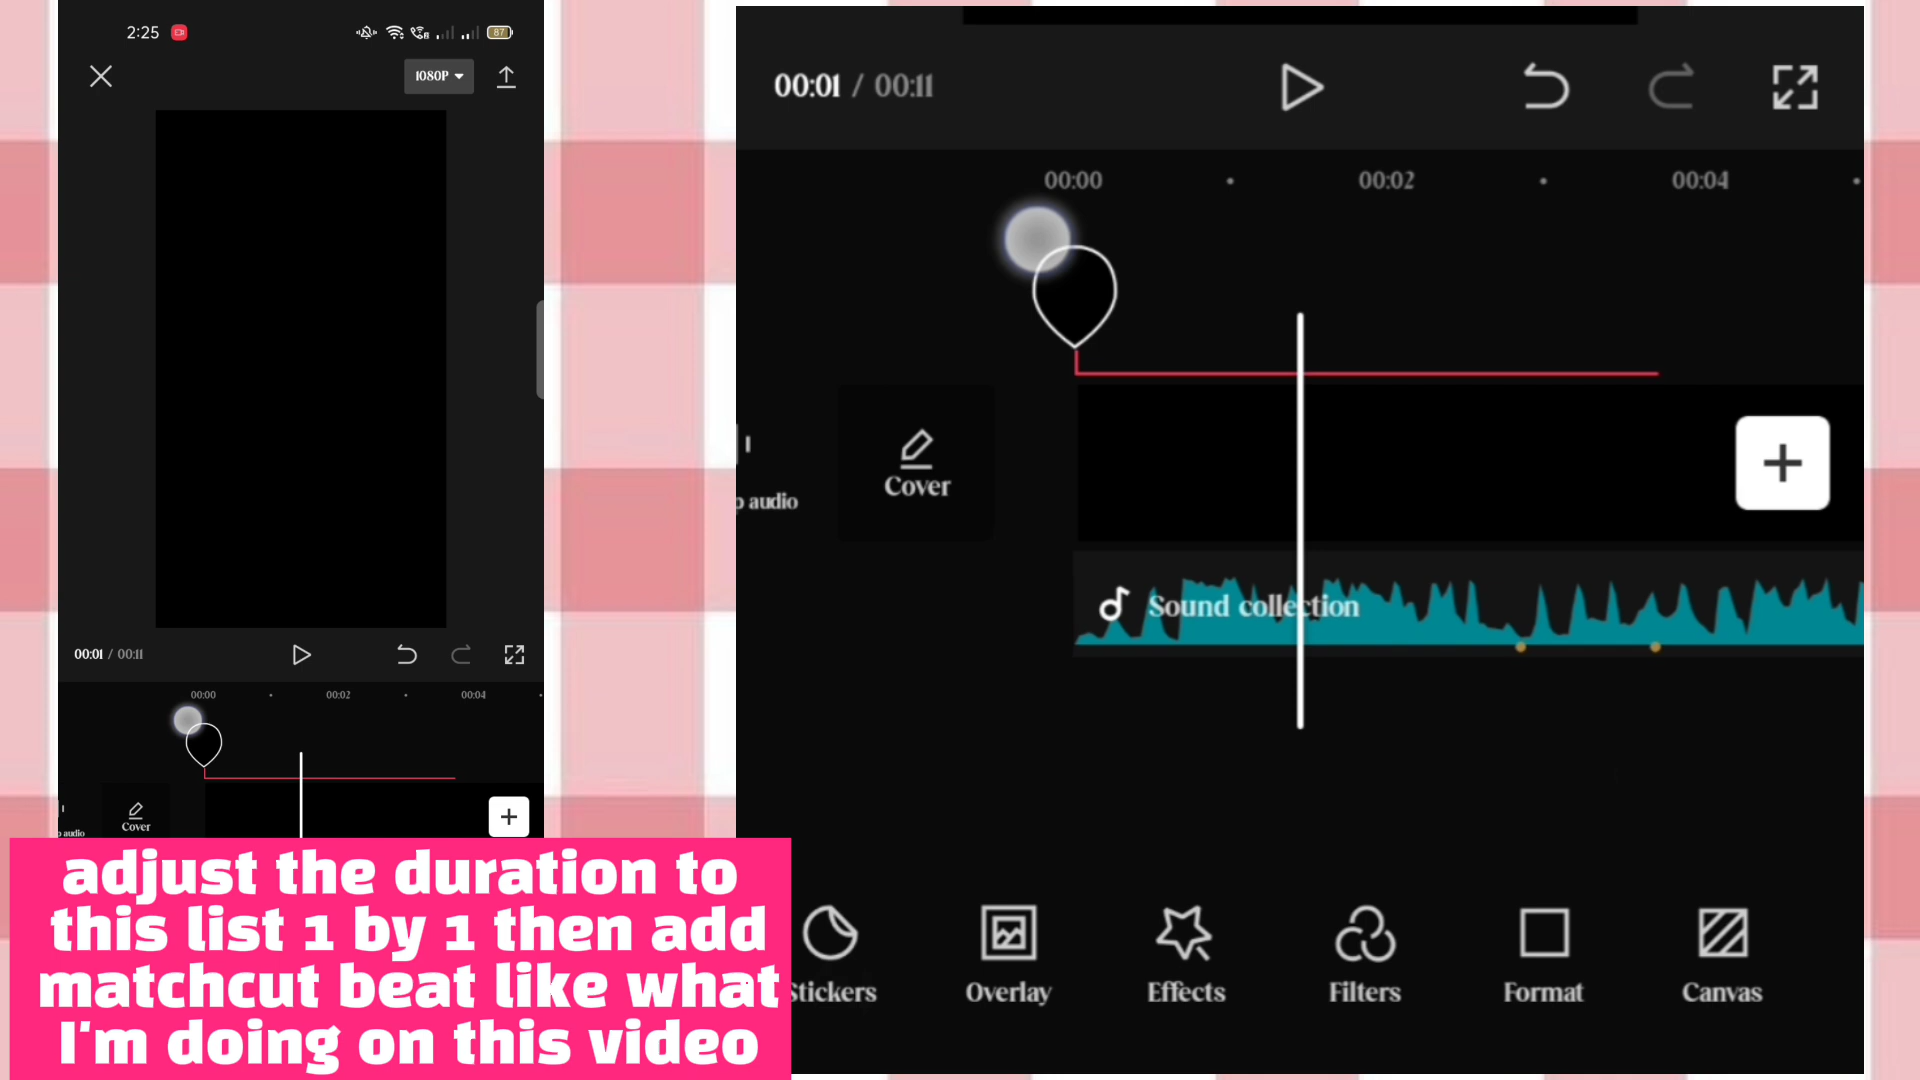 2:25
87
1080P
00:01 / 00:11
00:00
00:02
00:04
p audio
Cover
adjust the duration to
this list 1 by 1 then add
matchcut beat like what
I'm doing on this video
00:01 / 00:11
00:00
00:02
00:04
p audio
Cover
Sound collection
Stickers
Overlay
Effects
Filters
Format
Canvas